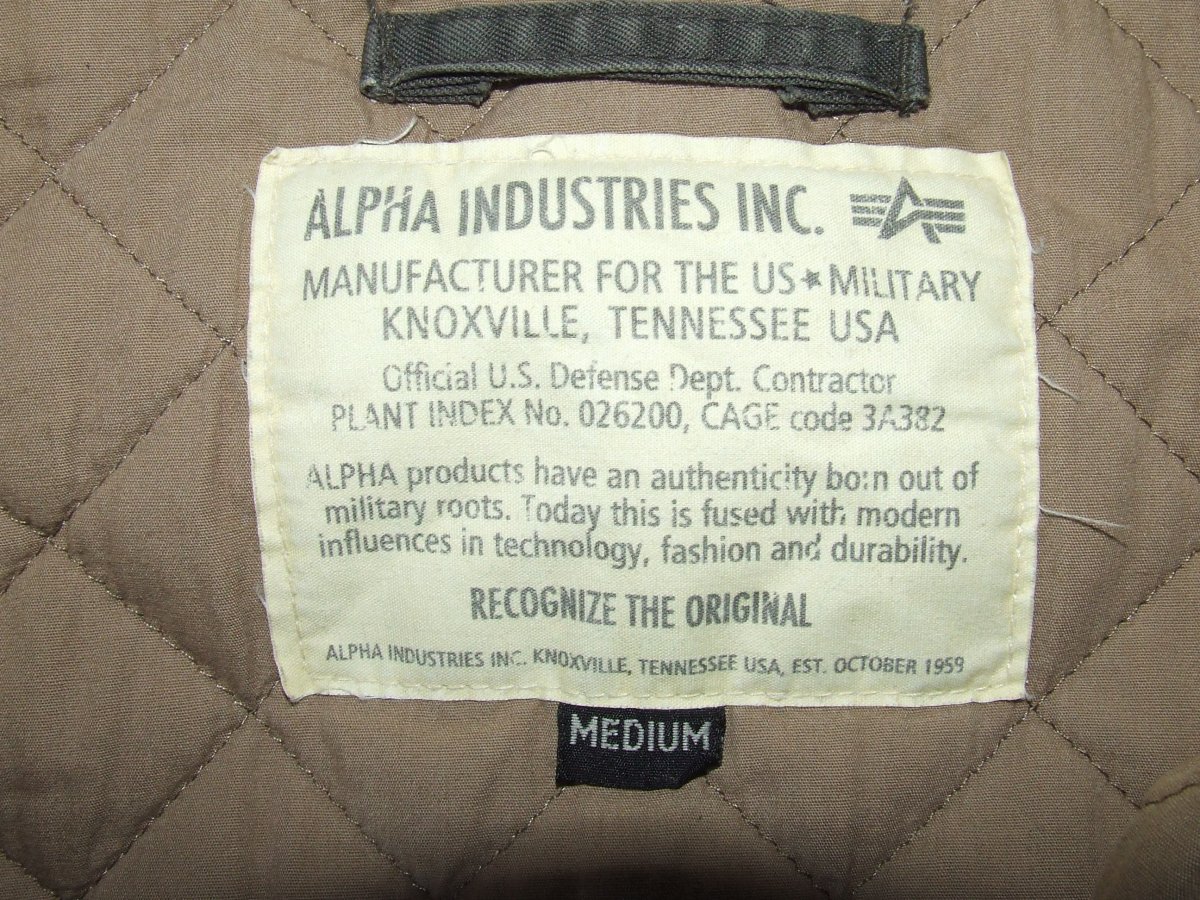 ALPHA INDUSTRIES INC.
MANUFACTURER FOR THE US★MILITARY
KNOXVILLE, TENNESSEE USA
Official U.S. Defense Dept. Contractor
PLANT INDEX No. 026200, CAGE code 3A382
ALPHA products have an authenticity born out of
military roots. Today this is fused with modern
influences in technology, fashion and durability.
RECOGNIZE THE ORIGINAL
ALPHA INDUSTRIES INC. KNOXVILLE, TENNESSEE USA, EST. OCTOBER 1959
MEDIUM